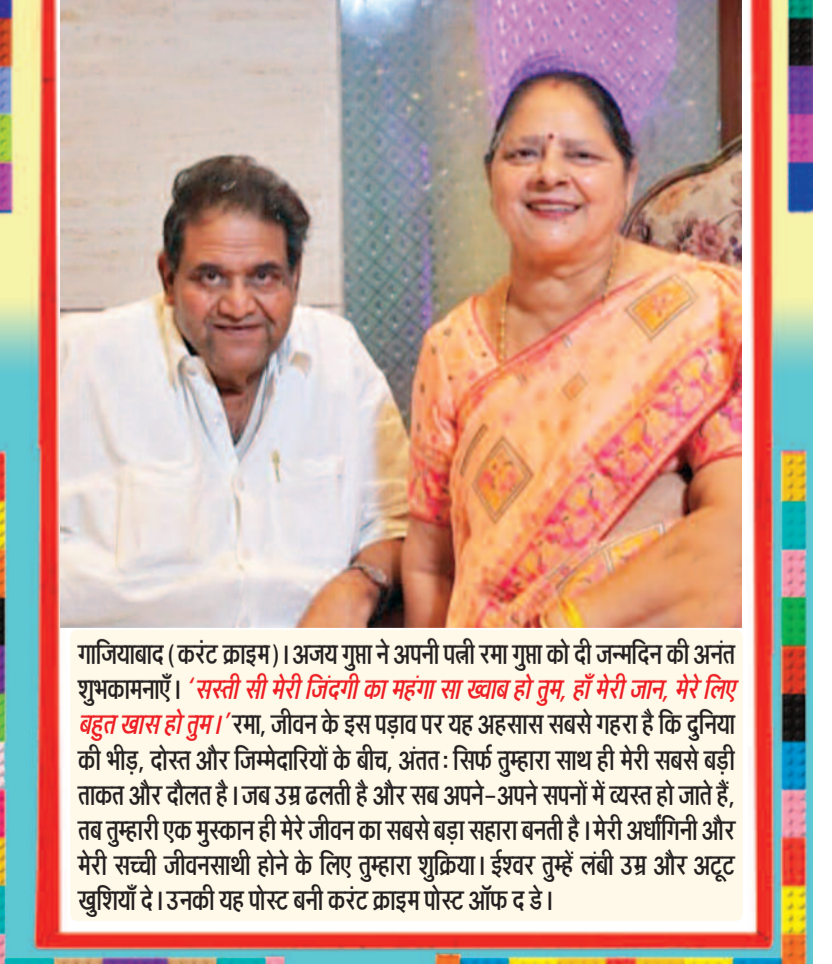 गाजियाबाद (करंट क्राइम)। अजय गुप्ता ने अपनी पत्नी रमा गुप्ता को दी जन्मदिन की अनंत
शुभकामनाएँ। ‘सस्ती सी मेरी जिंदगी का महंगा सा ख्वाब हो तुम, हाँ मेरी जान, मेरे लिए
बहुत खास हो तुम।’ रमा, जीवन के इस पड़ाव पर यह अहसास सबसे गहरा है कि दुनिया
की भीड़, दोस्त और जिम्मेदारियों के बीच, अंतत: सिर्फ तुम्हारा साथ ही मेरी सबसे बड़ी
ताकत और दौलत है। जब उम्र ढलती है और सब अपने-अपने सपनों में व्यस्त हो जाते हैं,
तब तुम्हारी एक मुस्कान ही मेरे जीवन का सबसे बड़ा सहारा बनती है। मेरी अर्धांगिनी और
मेरी सच्ची जीवनसाथी होने के लिए तुम्हारा शुक्रिया। ईश्वर तुम्हें लंबी उम्र और अटूट
खुशियाँ दे। उनकी यह पोस्ट बनी करंट क्राइम पोस्ट ऑफ द डे।